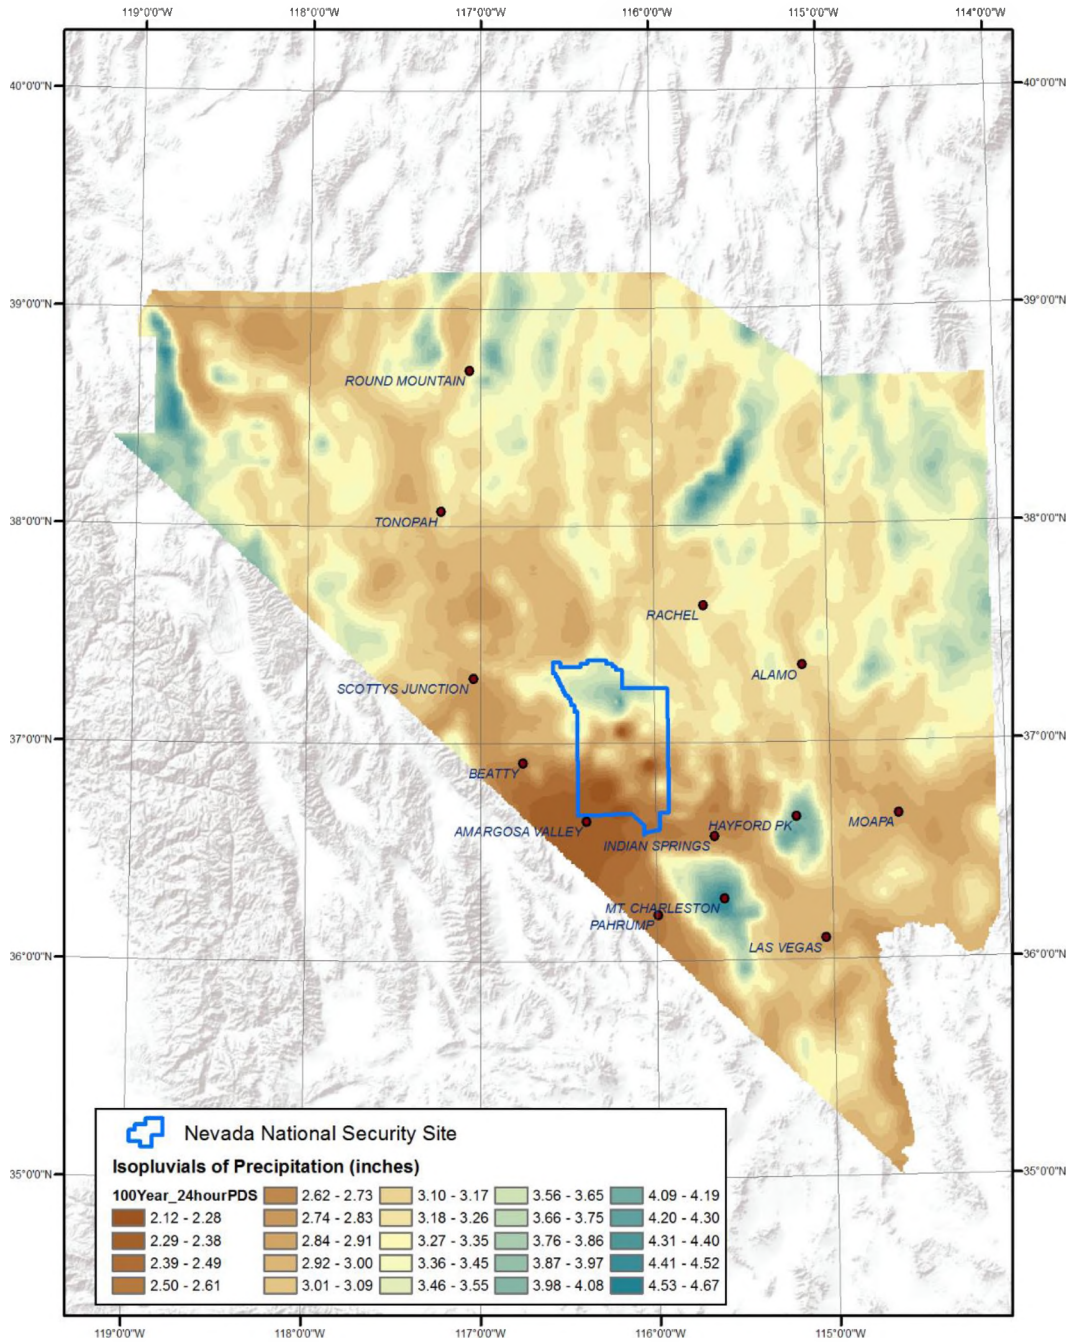 119°0'0"W 118°0'0"W 117°0'0"W 116°0'0"W 115°0'0"W 114°0'0"W
40°0'0"N 40°0'0"N
39°0'0"N 39°0'0"N
ROUND MOUNTAIN
38°0'0"N 38°0'0"N
TONOPAH
RACHEL
ALAMO
SCOTTYS JUNCTION
37°0'0"N 37°0'0"N
BEATTY
AMARGOSA VALLEY HAYFORD PK MOAPA
INDIAN SPRINGS
MT. CHARLESTON
PAHRUMP
LAS VEGAS
36°0'0"N 36°0'0"N
Nevada National Security Site
Isopluvials of Precipitation (inches)
35°0'0"N 35°0'0"N
100Year_24hourPDS 2.62 - 2.73 3.10 - 3.17 3.56 - 3.65 4.09 - 4.19
2.12 - 2.28 2.74 - 2.83 3.18 - 3.26 3.66 - 3.75 4.20 - 4.30
2.29 - 2.38 2.84 - 2.91 3.27 - 3.35 3.76 - 3.86 4.31 - 4.40
2.39 - 2.49 2.92 - 3.00 3.36 - 3.45 3.87 - 3.97 4.41 - 4.52
2.50 - 2.61 3.01 - 3.09 3.46 - 3.55 3.98 - 4.08 4.53 - 4.67
119°0'0"W 118°0'0"W 117°0'0"W 116°0'0"W 115°0'0"W